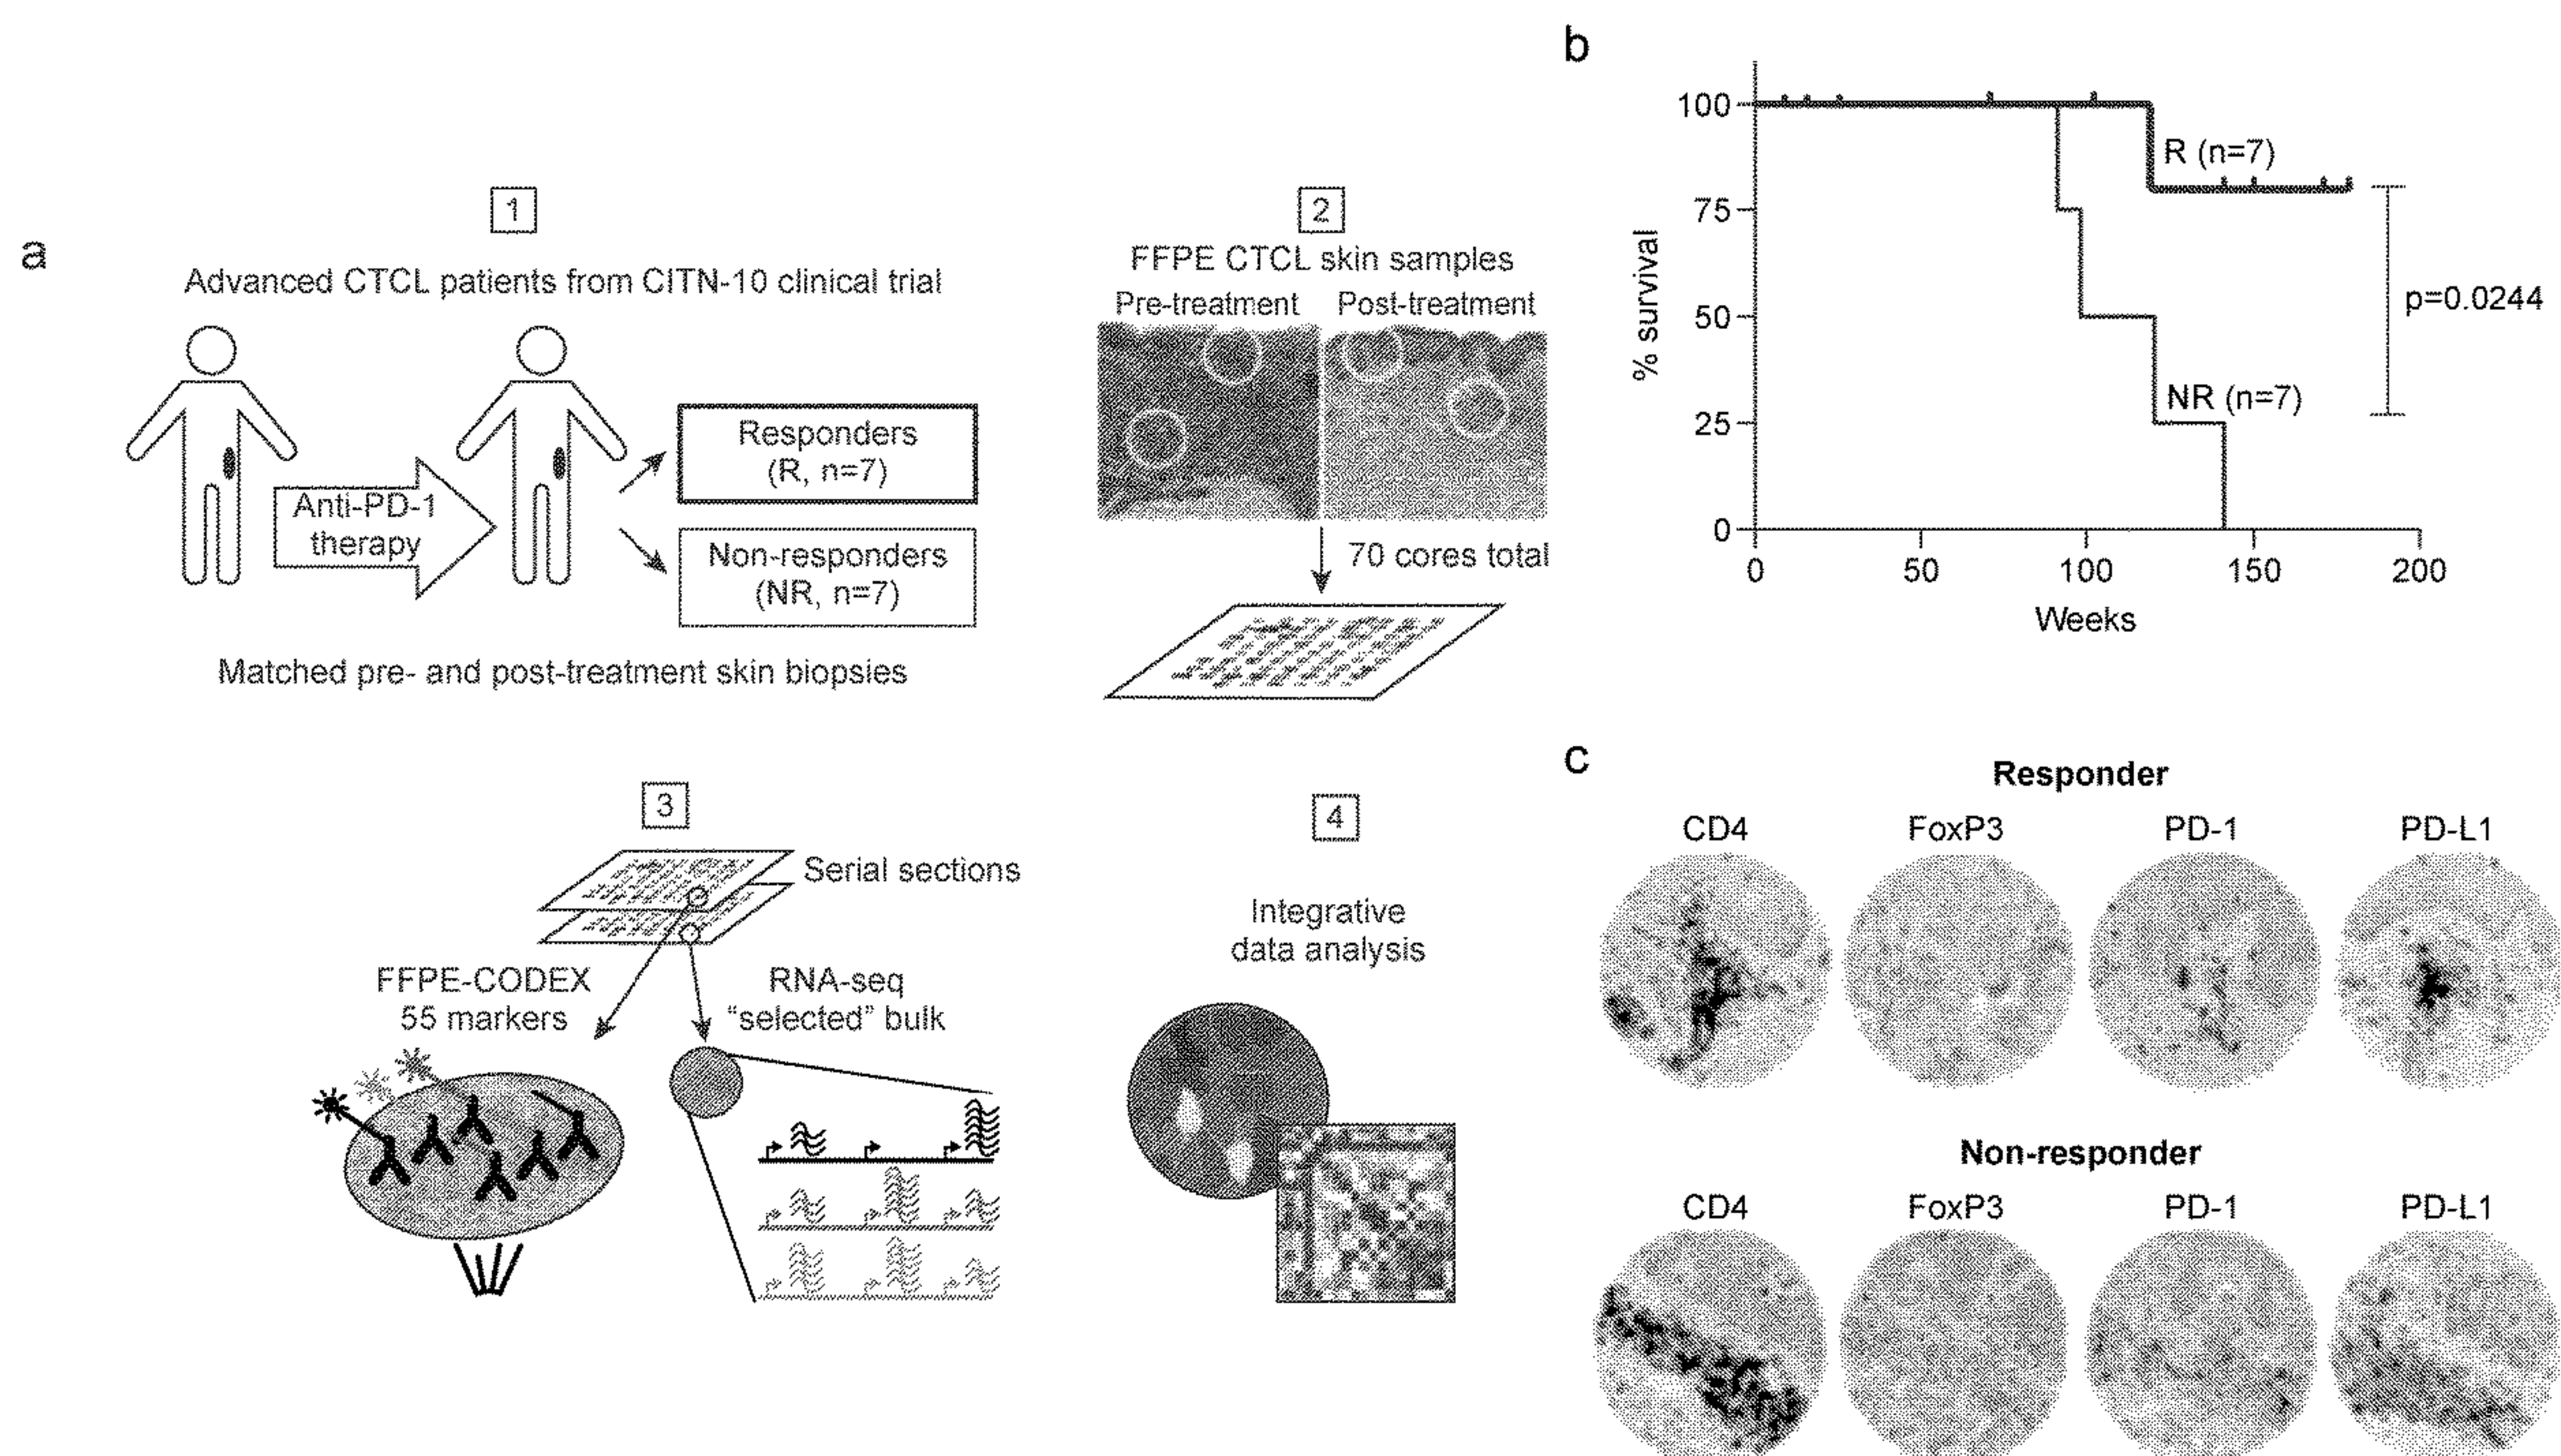 a
1
Advanced CTCL patients from CITN-10 clinical trial
Anti-PD-1
therapy
Responders
(R, n=7)
Non-responders
(NR, n=7)
Matched pre- and post-treatment skin biopsies
2
FFPE CTCL skin samples
Pre-treatment
Post-treatment
70 cores total
3
Serial sections
FFPE-CODEX
55 markers
RNA-seq
“selected” bulk
4
Integrative
data analysis
b
% survival
100
75
50
25
0
0
50
100
150
200
Weeks
R (n=7)
NR (n=7)
p=0.0244
c
Responder
CD4
FoxP3
PD-1
PD-L1
Non-responder
CD4
FoxP3
PD-1
PD-L1